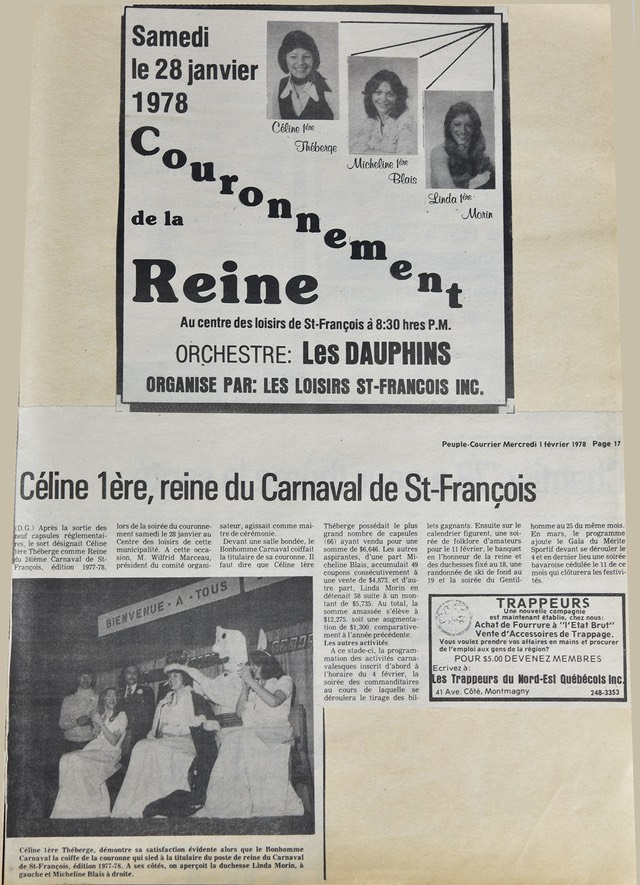 Samedi
le 28 janvier
1978
Céline 1ère
Théberge
Micheline 1ère
Blais
Linda 1ère
Morin
Couronnement
de la
Reine
Au centre des loisirs de St-François à 8:30 hres P.M.
ORCHESTRE: Les DAUPHINS
ORGANISE PAR: LES LOISIRS ST-FRANCOIS INC.
Peuple-Courrier Mercredi 1 février 1978 Page 17
Céline 1ère, reine du Carnaval de St-François
(D.G.) Après la sortie des
neuf capsules réglementai-
res, le sort désignait Céline
1ère Théberge comme Reine
du 24ième Carnaval de St-
François, édition 1977-78,
lors de la soirée du couronne-
ment samedi le 28 janvier au
Centre des loisirs de cette
municipalité. A cette occa-
sion, M. Wilfrid Marceau,
président du comité organi-
sateur, agissait comme maî-
tre de cérémonie.
Devant une salle bondée, le
Bonhomme Carnaval coiffait
la titulaire de sa couronne. Il
faut dire que Céline 1ère
Théberge possédait le plus
grand nombre de capsules
(66) ayant vendu pour une
somme de $6,646. Les autres
aspirantes, d'une part Mi-
cheline Blais, accumulait 49
coupons consécutivement à
une vente de $4,873. et d'au-
tre part, Linda Morin en
détenait 58 suite à un mon-
tant de $5,735. Au total, la
somme amassée s'élève à
$12,275. soit une augmenta-
tion de $1,300. comparative-
ment à l'année précédente.
Les autres activités
A ce stade-ci, la program-
mation des activités carna-
valesques inscrit d'abord à
l'horaire du 4 février, la
soirée des commanditaires
au cours de laquelle se
déroulera le tirage des bil-
lets gagnants. Ensuite sur le
calendrier figurent, une soi-
rée de folklore d'amateurs
pour le 11 février, le banquet
en l'honneur de la reine et
des duchesses fixé au 18, une
randonnée de ski de fond au
19 et la soirée du Gentil-
homme au 25 du même mois.
En mars, le programme
ajoute le Gala du Mérite
Sportif devant se dérouler le
4 et en dernier lieu une soirée
bavaroise cédulée le 11 de ce
mois qui clôturera les festivi-
tés.
BIENVENUE - A - TOUS
Céline 1ère Théberge, démontre sa satisfaction évidente alors que le Bonhomme
Carnaval la coiffe de la couronne qui sied à la titulaire du poste de reine du Carnaval
de St-François, édition 1977-78. A ses côtés, on aperçoit la duchesse Linda Morin, à
gauche et Micheline Blais à droite.
TRAPPEURS
Une nouvelle compagnie
est maintenant établie, chez nous:
Achat de Fourrure à "l'Etat Brut"
Vente d'Accessoires de Trappage.
Vous voulez prendre vos affaires en mains et procurer
de l'emploi aux gens de la région?
POUR $5.00 DEVENEZ MEMBRES
Ecrivez à:
Les Trappeurs du Nord-Est Québécois Inc.
41 Ave. Côté, Montmagny 248-3353